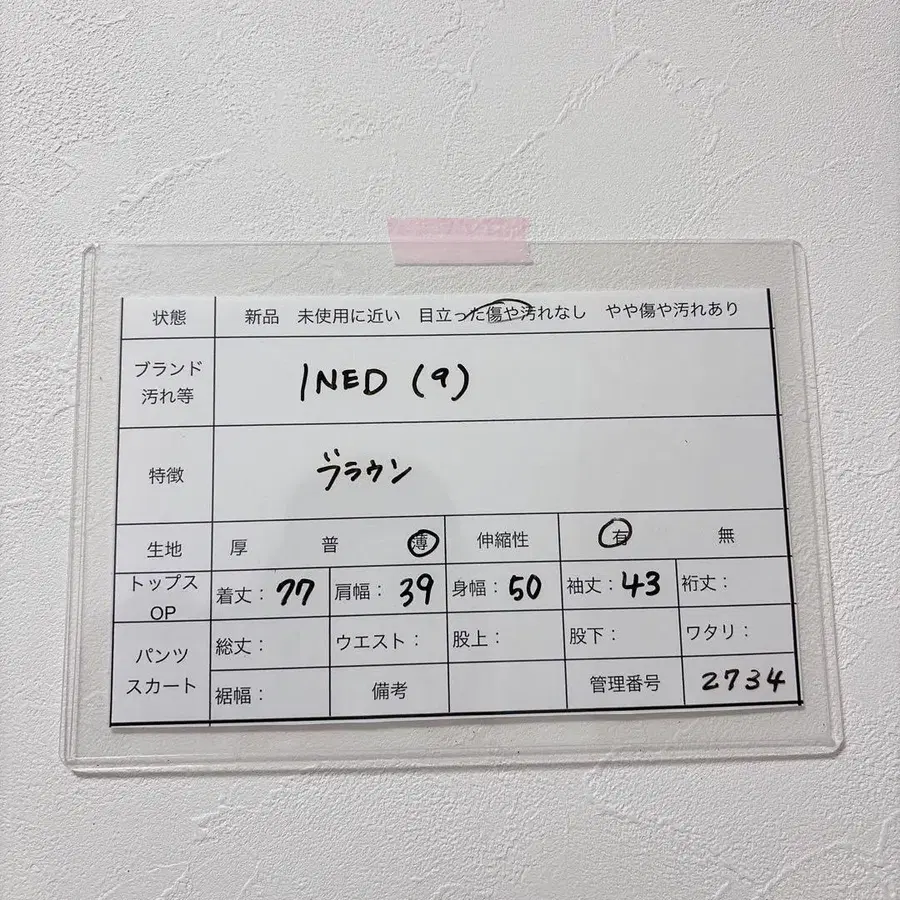 状態 新品 未使用に近い 目立った傷や汚れなし やや傷や汚れあり
ブランド
汚れ等
INED (9)
特徴 ブラウン
生地 厚 普 薄 伸縮性 有 無
トップス
OP
着丈: 77 肩幅: 39 身幅: 50 袖丈: 43 裄丈:
パンツ
スカート
総丈: ウエスト: 股上: 股下: ワタリ:
裾幅: 備考 管理番号 2734